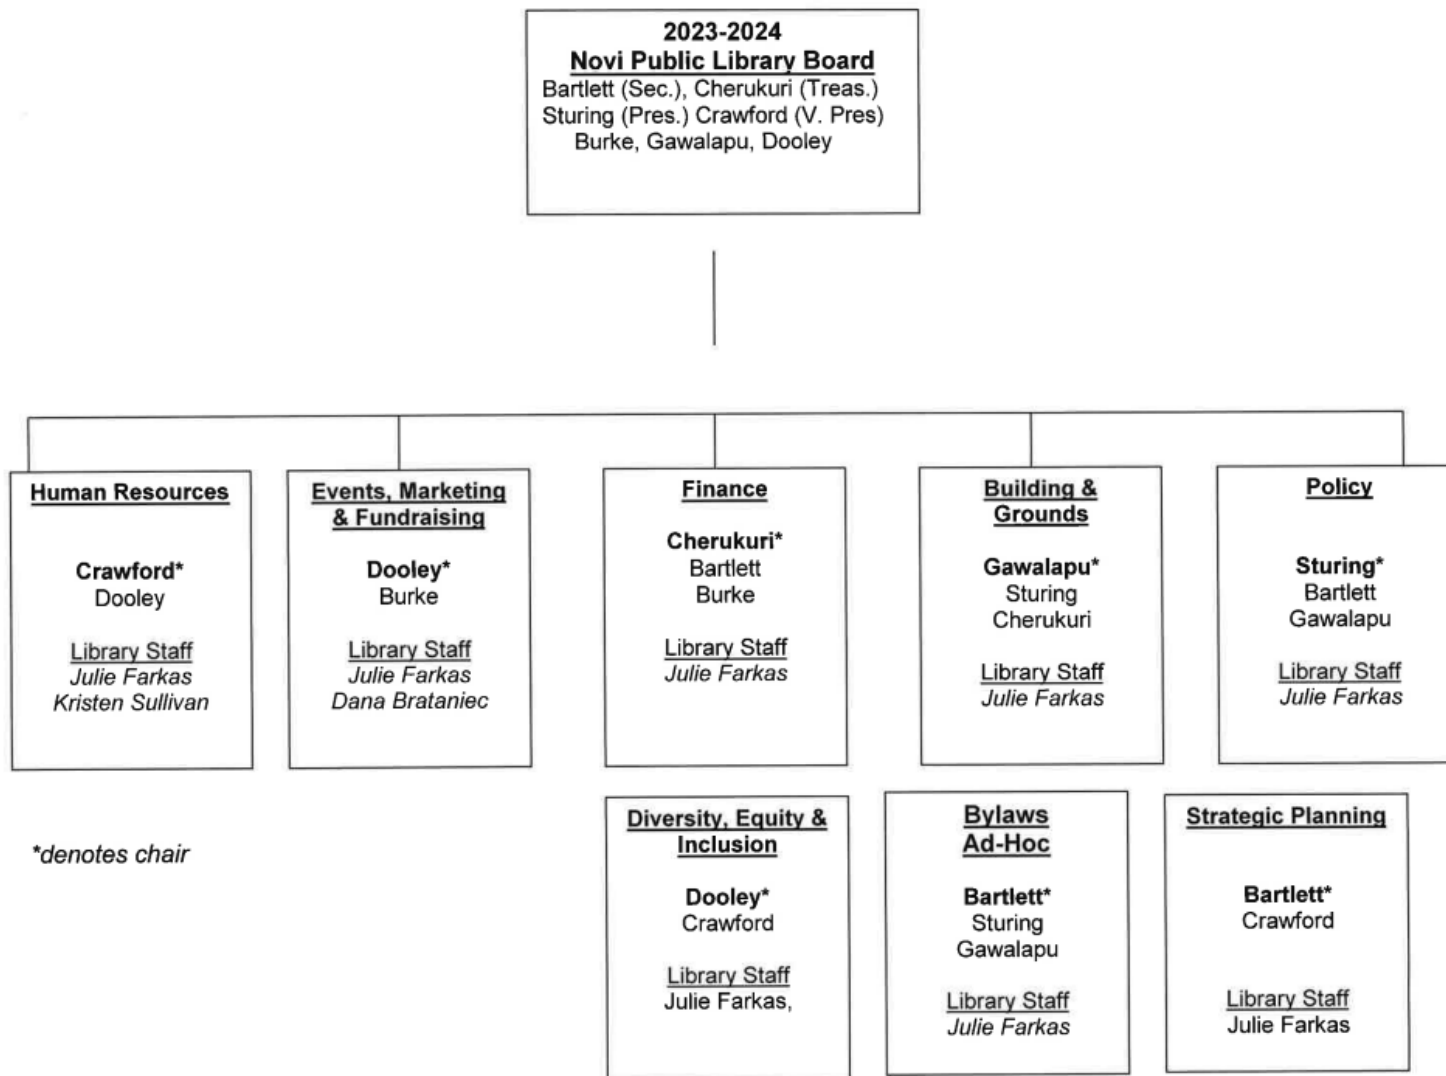 2023-2024
Novi Public Library Board
Bartlett (Sec.), Cherukuri (Treas.)
Sturing (Pres.) Crawford (V. Pres)
Burke, Gawalapu, Dooley
Human Resources
Crawford*
Dooley
Library Staff
Julie Farkas
Kristen Sullivan
Events, Marketing
& Fundraising
Dooley*
Burke
Library Staff
Julie Farkas
Dana Brataniec
Finance
Cherukuri*
Bartlett
Burke
Library Staff
Julie Farkas
Building &
Grounds
Gawalapu*
Sturing
Cherukuri
Library Staff
Julie Farkas
Policy
Sturing*
Bartlett
Gawalapu
Library Staff
Julie Farkas
*denotes chair
Diversity, Equity &
Inclusion
Dooley*
Crawford
Library Staff
Julie Farkas,
Bylaws
Ad-Hoc
Bartlett*
Sturing
Gawalapu
Library Staff
Julie Farkas
Strategic Planning
Bartlett*
Crawford
Library Staff
Julie Farkas